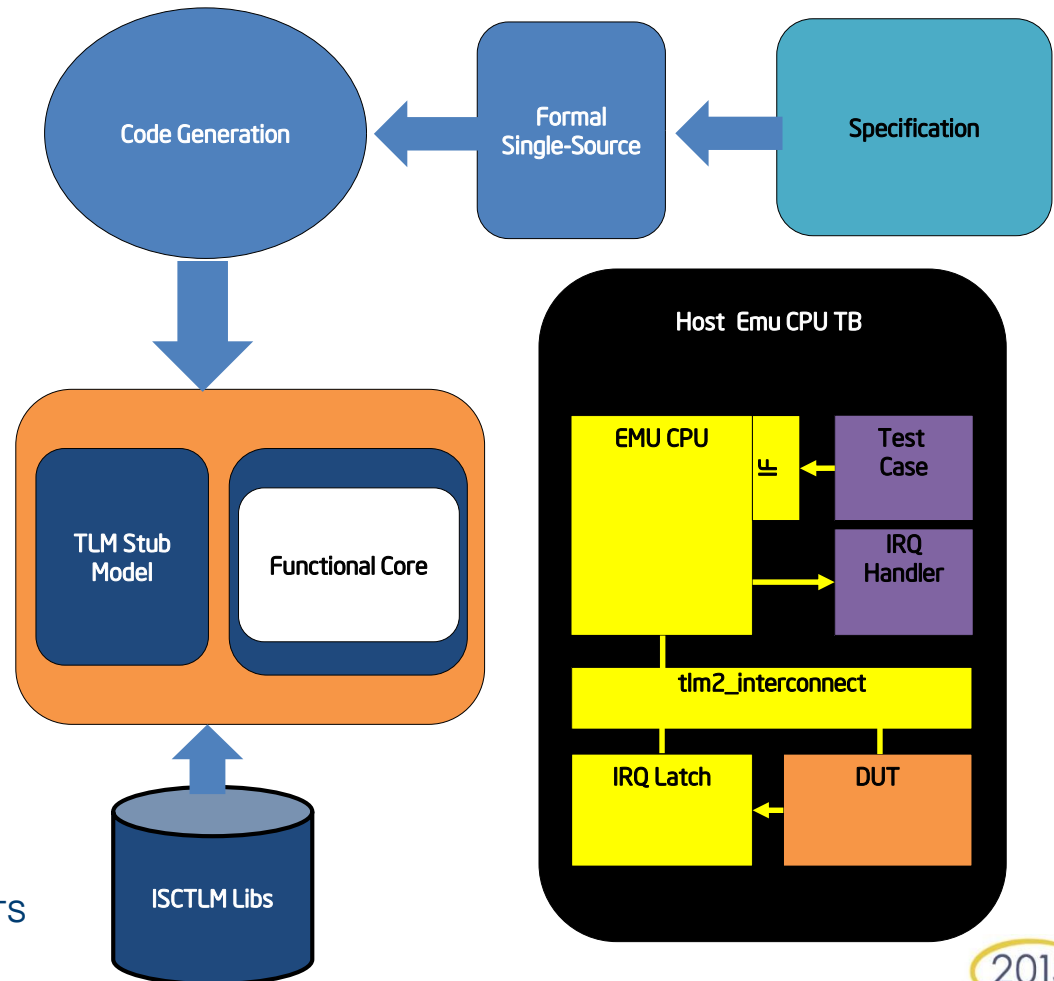 Code Generation
Formal
Single-Source
Specification
Host Emu CPU TB
EMU CPU
IF
Test
Case
IRQ
Handler
TLM Stub
Model
Functional Core
tlm2_interconnect
IRQ Latch
DUT
ISCTLM Libs
TS